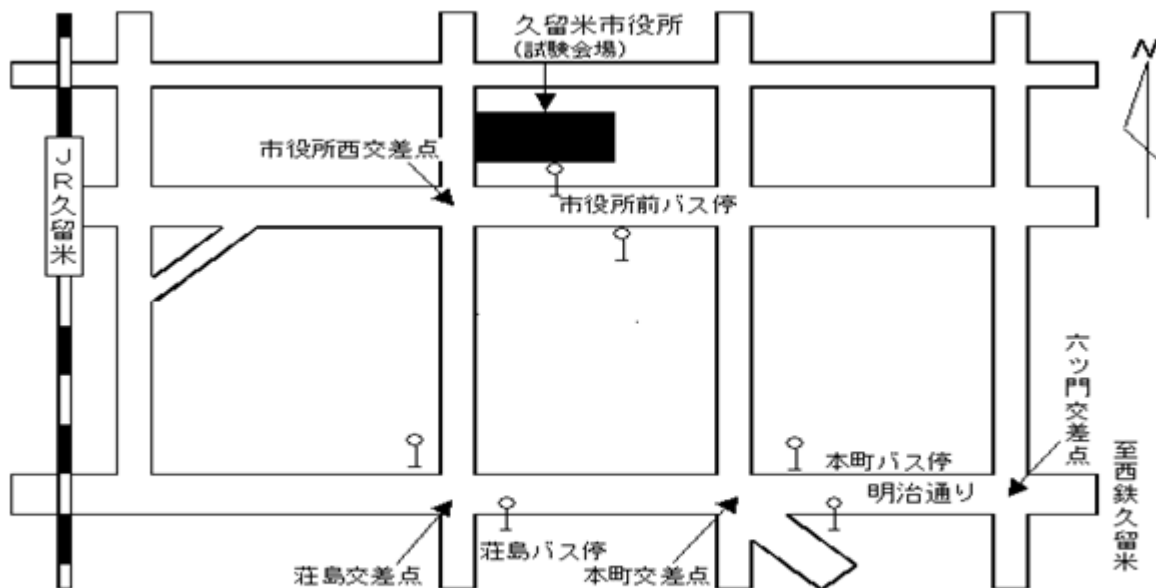 久留米市役所
(試験会場)
N
市役所西交差点
JR久留米
市役所前バス停
六ツ門交差点
本町バス停
明治通り
至西鉄久留米
荘島バス停
荘島交差点
本町交差点